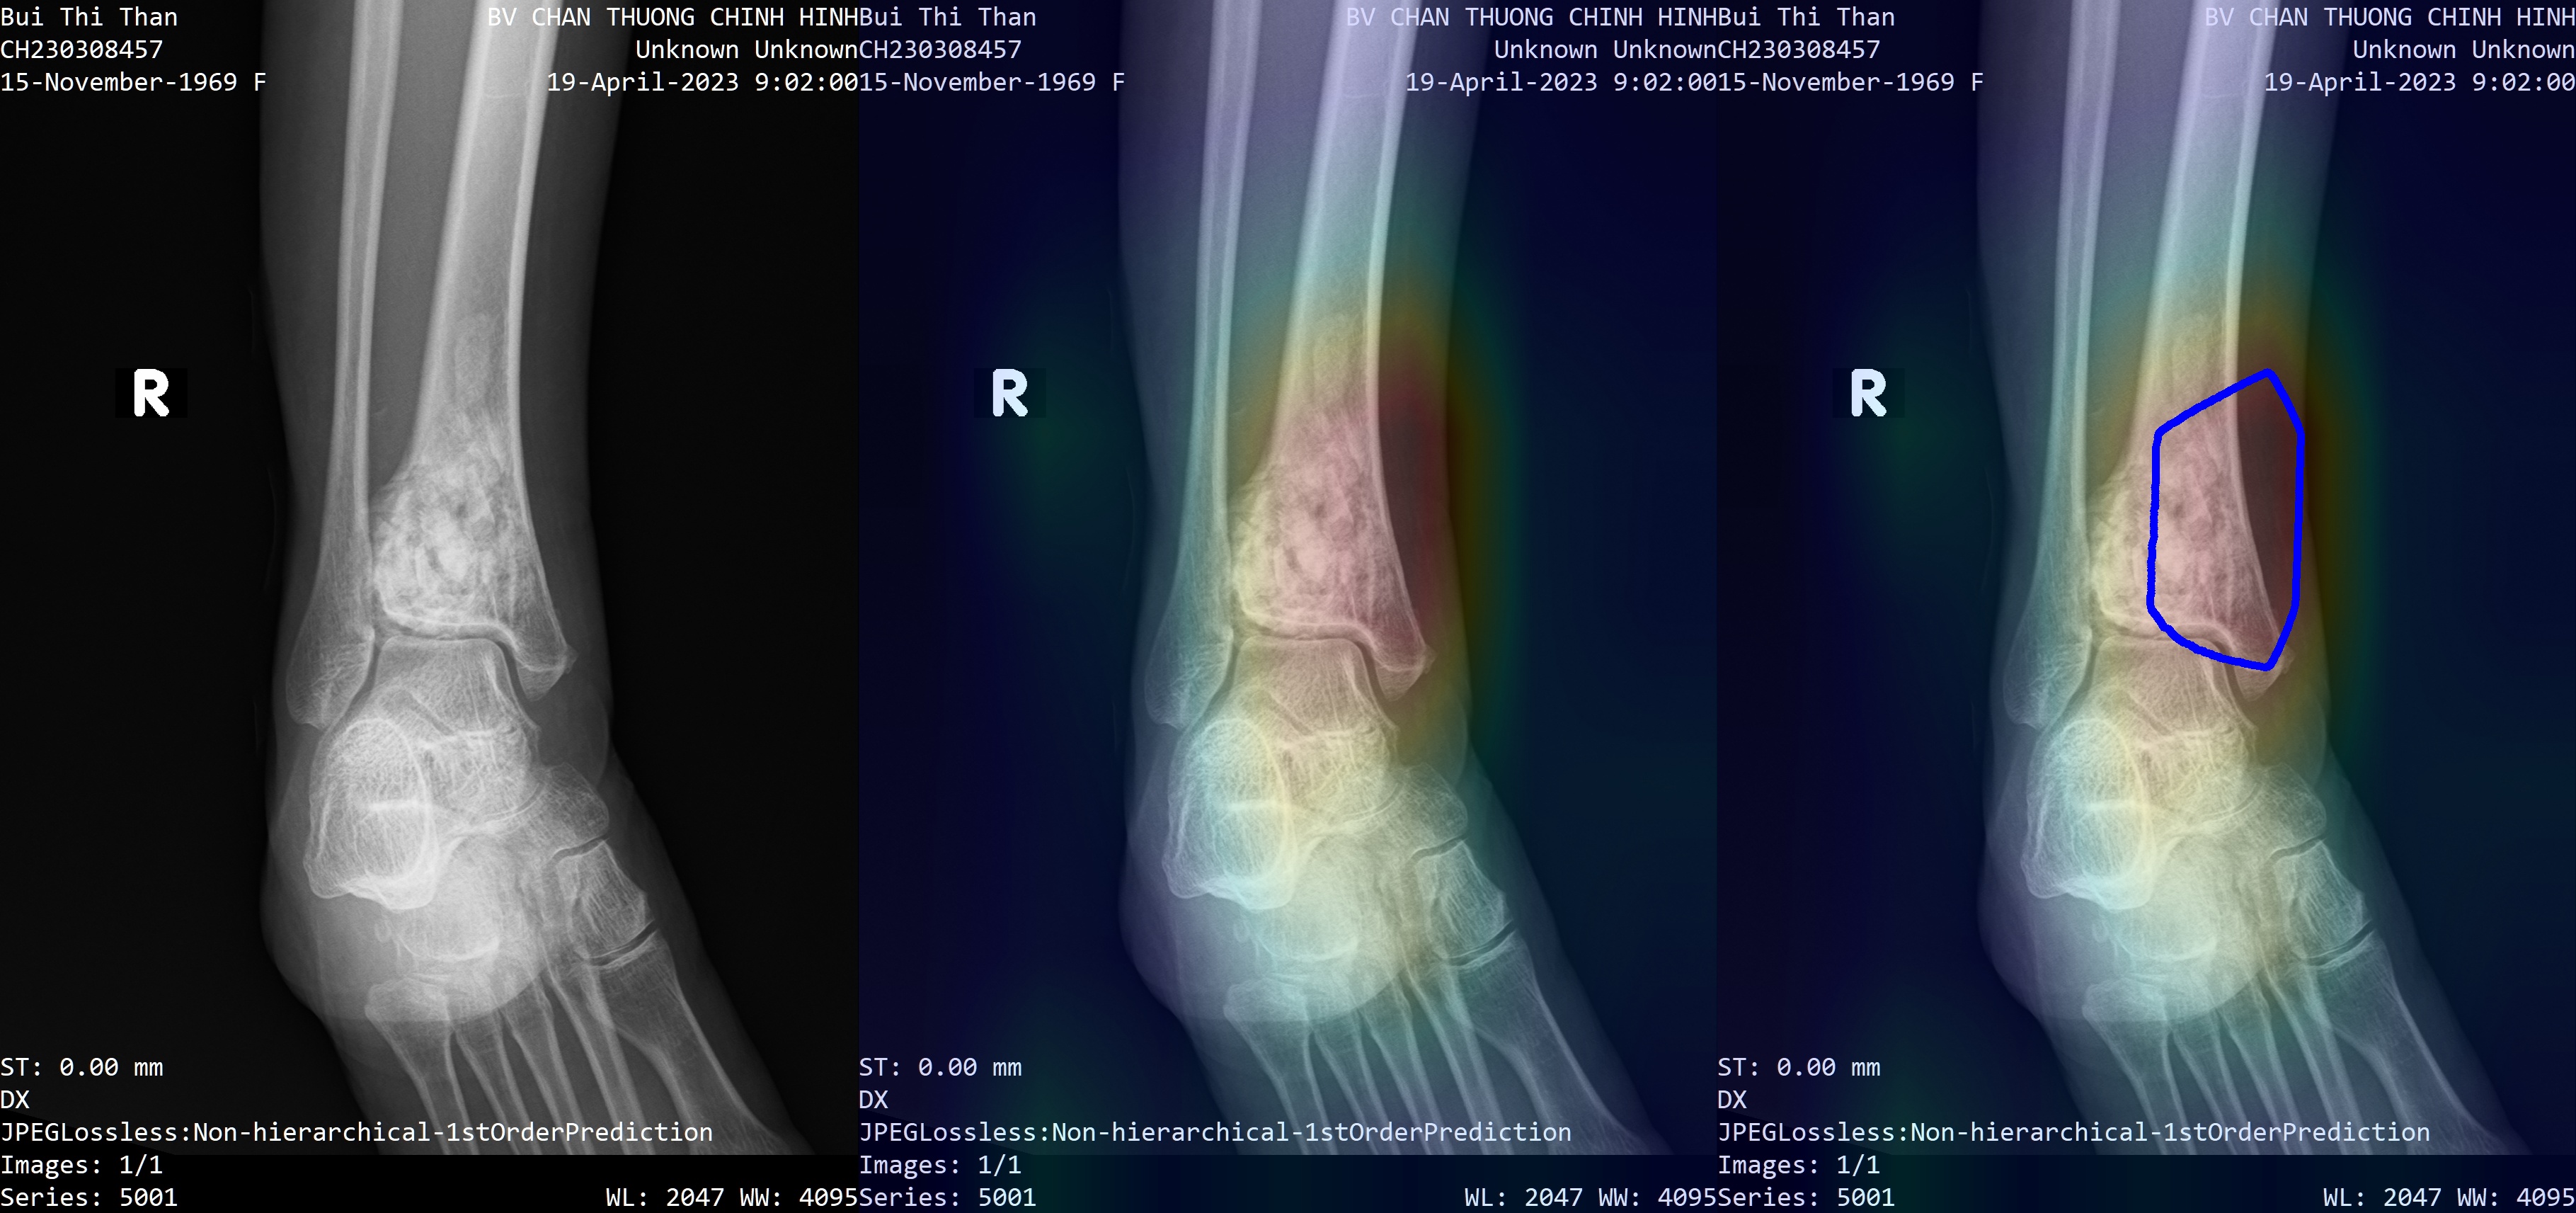 Bui Thi Than
CH230308457
15-November-1969 F
BV CHAN THUONG CHINH HINH
Unknown Unknown
19-April-2023 9:02:00
R
ST: 0.00 mm
DX
JPEGLossless:Non-hierarchical-1stOrderPrediction
Images: 1/1
Series: 5001
WL: 2047 WW: 4095
Bui Thi Than
CH230308457
15-November-1969 F
BV CHAN THUONG CHINH HINH
Unknown Unknown
19-April-2023 9:02:00
R
ST: 0.00 mm
DX
JPEGLossless:Non-hierarchical-1stOrderPrediction
Images: 1/1
Series: 5001
WL: 2047 WW: 4095
Bui Thi Than
CH230308457
15-November-1969 F
BV CHAN THUONG CHINH HINH
Unknown Unknown
19-April-2023 9:02:00
R
ST: 0.00 mm
DX
JPEGLossless:Non-hierarchical-1stOrderPrediction
Images: 1/1
Series: 5001
WL: 2047 WW: 4095